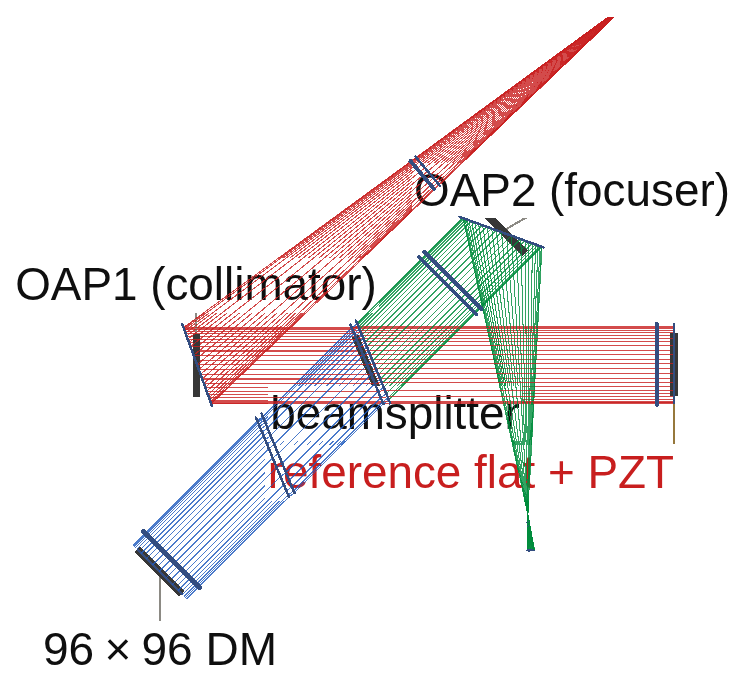 OAP2 (focuser)
OAP1 (collimator)
beamsplitter
reference flat + PZT
96 × 96 DM